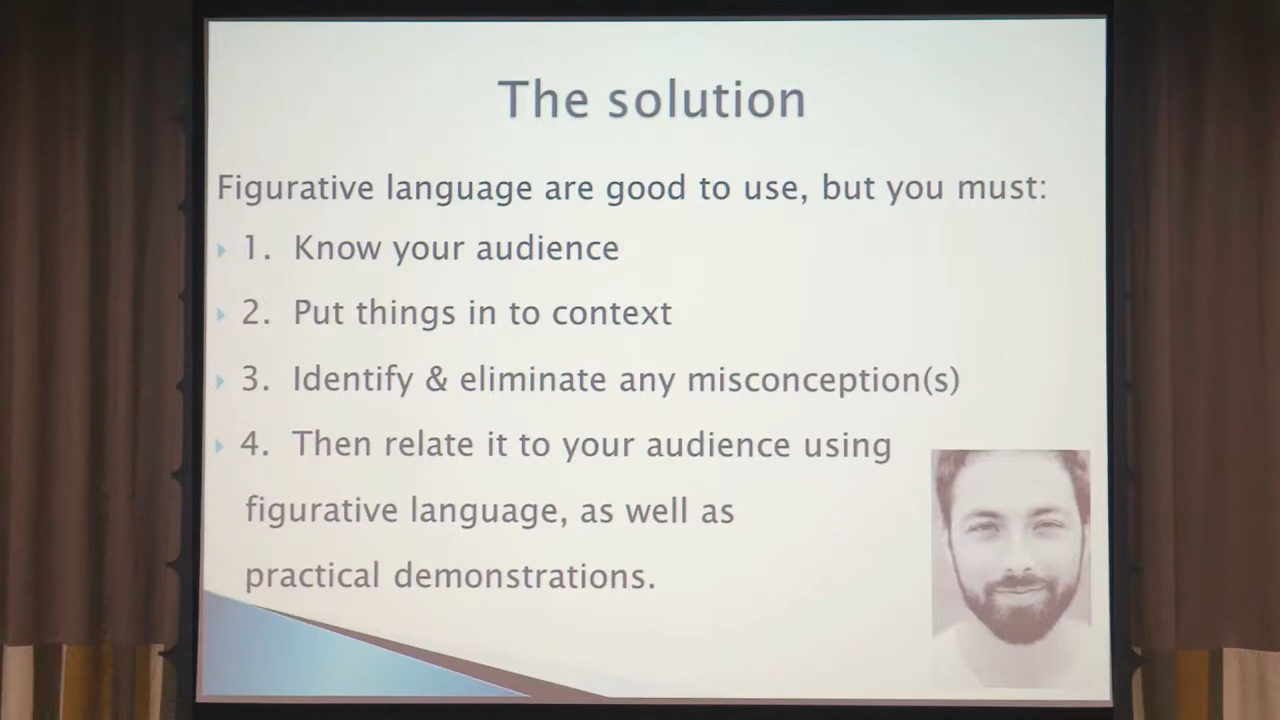 The solution
Figurative language are good to use, but you must:
1. Know your audience
2. Put things in to context
3. Identify & eliminate any misconception(s)
4. Then relate it to your audience using
figurative language, as well as
practical demonstrations.